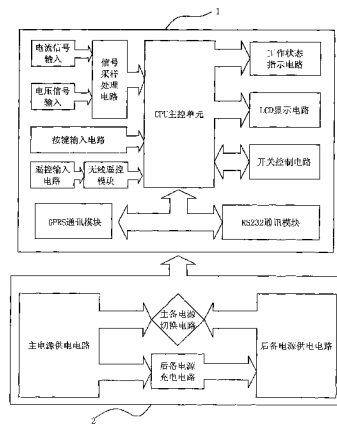 1
电流信号
输入
电压信号
输入
信号
采样
处理
电路
按键输入电路
遥控输入
电路
无线遥控
模块
CPU主控单元
工作状态
指示电路
LCD显示电路
开关控制电路
GPRS通讯模块
RS232通讯模块
主电源供电电路
主备电源
切换电路
后备电源
充电电路
后备电源供电电路
2